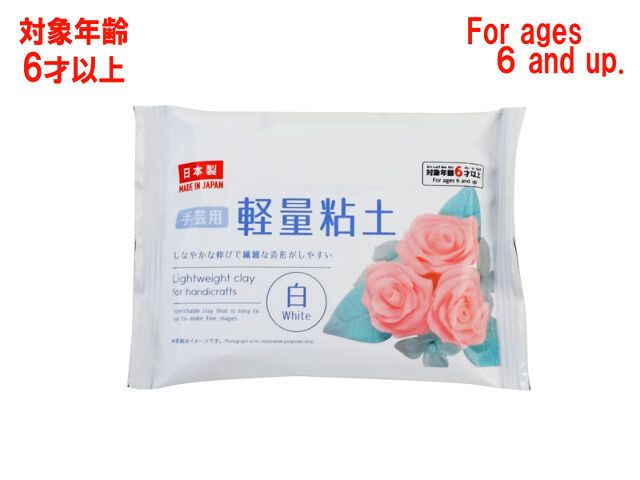 対象年齢
6才以上
For ages
6 and up.
日本製
MADE IN JAPAN
対象年齢6才以上
For ages 6 and up
手芸用
軽量粘土
しなやかな伸びで繊細な造形がしやすい
Lightweight clay
for handicrafts
白
White
Stretchable clay that is easy to
use to make fine shapes
※写真はイメージです。 Photograph is for illustrative purposes only.